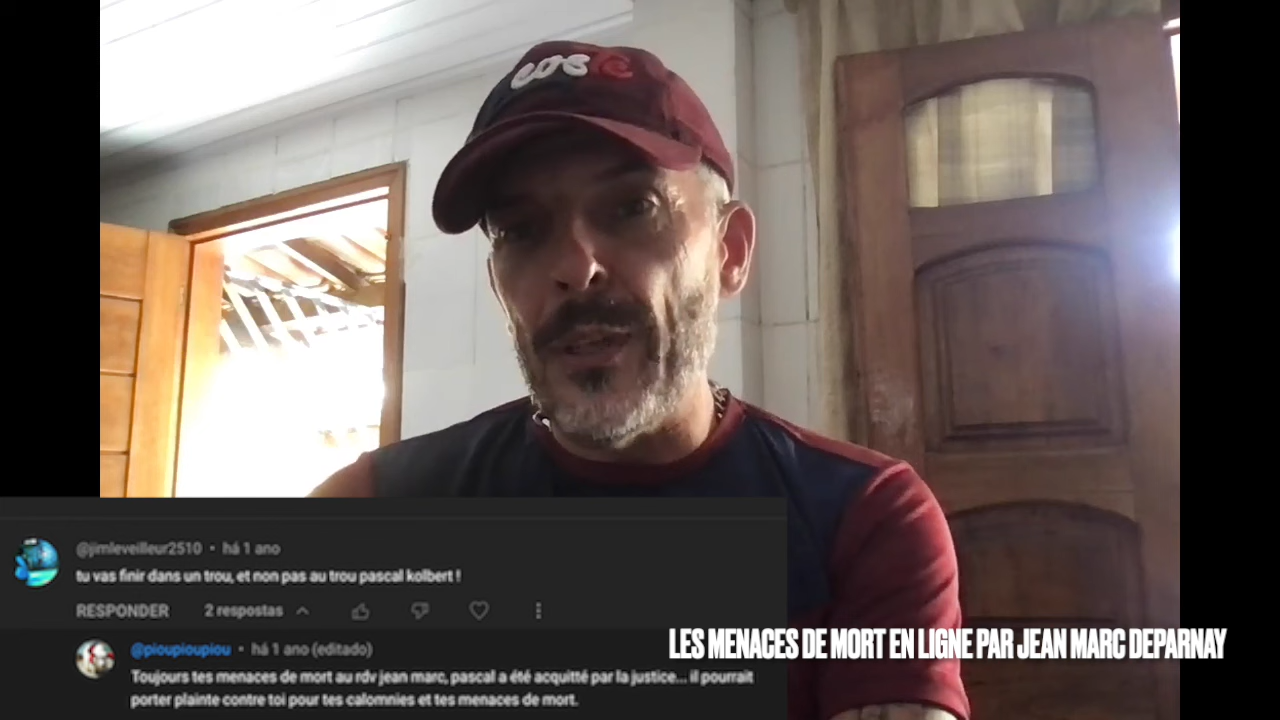 @jimleveilleur2510 • há 1 ano
tu vas finir dans un trou, et non pas au trou pascal kolbert !
RESPONDER 2 respostas
@pioupioupiou • há 1 ano (editado)
Toujours tes menaces de mort au rdv jean marc, pascal a été acquitté par la justice... il pourrait
porter plainte contre toi pour tes calomnies et tes menaces de mort.
LES MENACES DE MORT EN LIGNE PAR JEAN MARC DEPARNAY